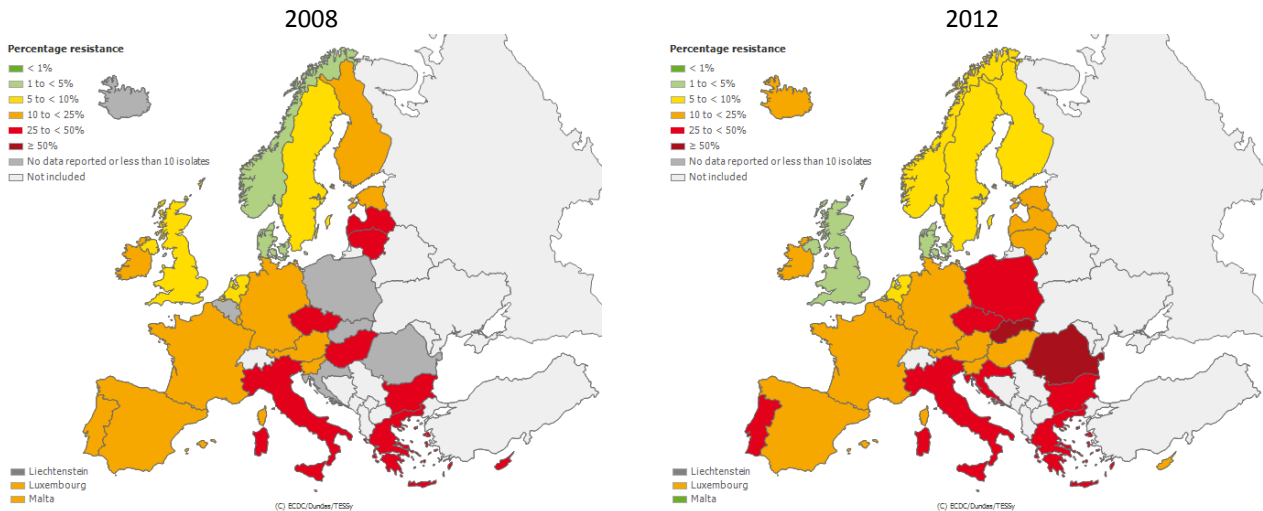 2008
Percentage resistance
< 1%
1 to < 5%
5 to < 10%
10 to < 25%
25 to < 50%
≥ 50%
No data reported or less than 10 isolates
Not included
Liechtenstein
Luxembourg
Malta
(C) ECDC/Dundas/TESSy
2012
Percentage resistance
< 1%
1 to < 5%
5 to < 10%
10 to < 25%
25 to < 50%
≥ 50%
No data reported or less than 10 isolates
Not included
Liechtenstein
Luxembourg
Malta
(C) ECDC/Dundas/TESSy